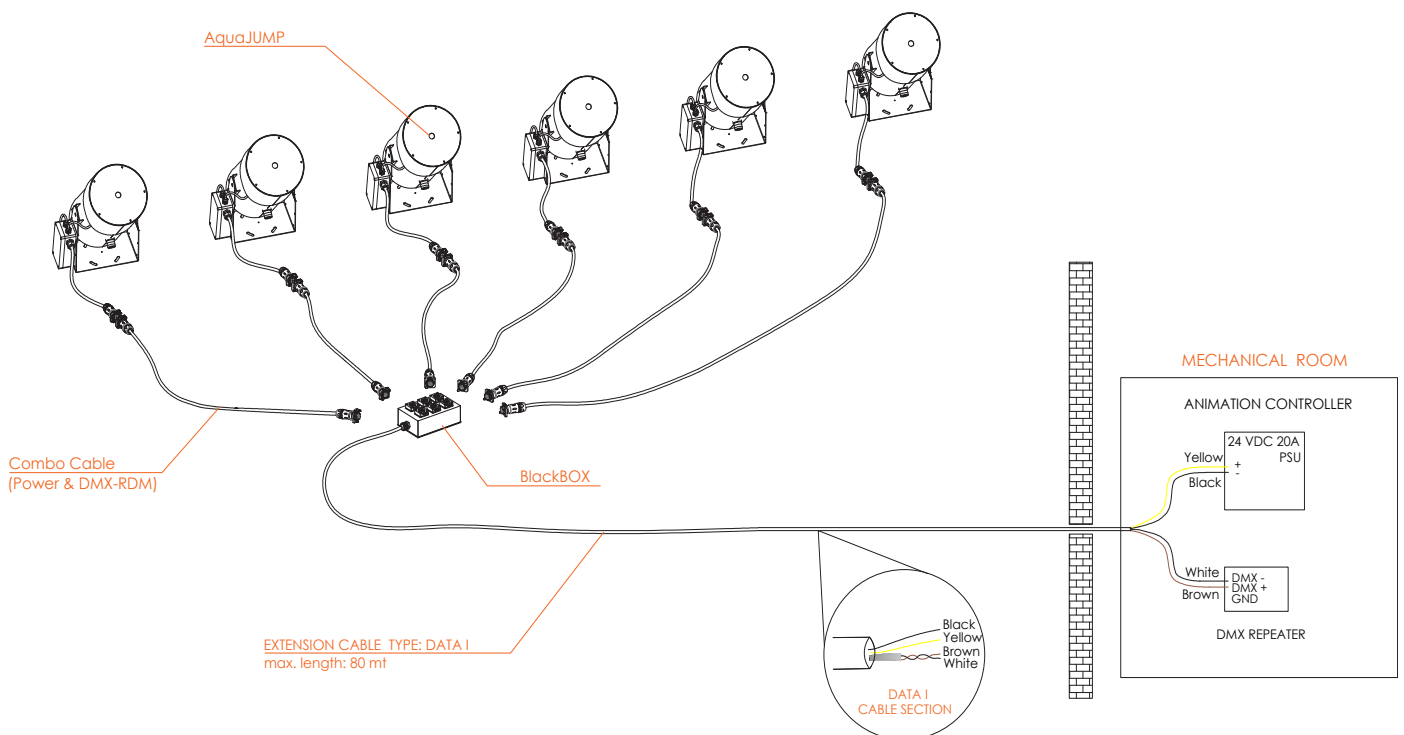 AquaJUMP
MECHANICAL ROOM
ANIMATION CONTROLLER
24 VDC 20A
PSU
Yellow
+
-
Black
Combo Cable
(Power & DMX-RDM)
BlackBOX
White
DMX -
Brown
DMX +
GND
DMX REPEATER
EXTENSION CABLE TYPE: DATA I
max. length: 80 mt
Black
Yellow
Brown
White
DATA I
CABLE SECTION